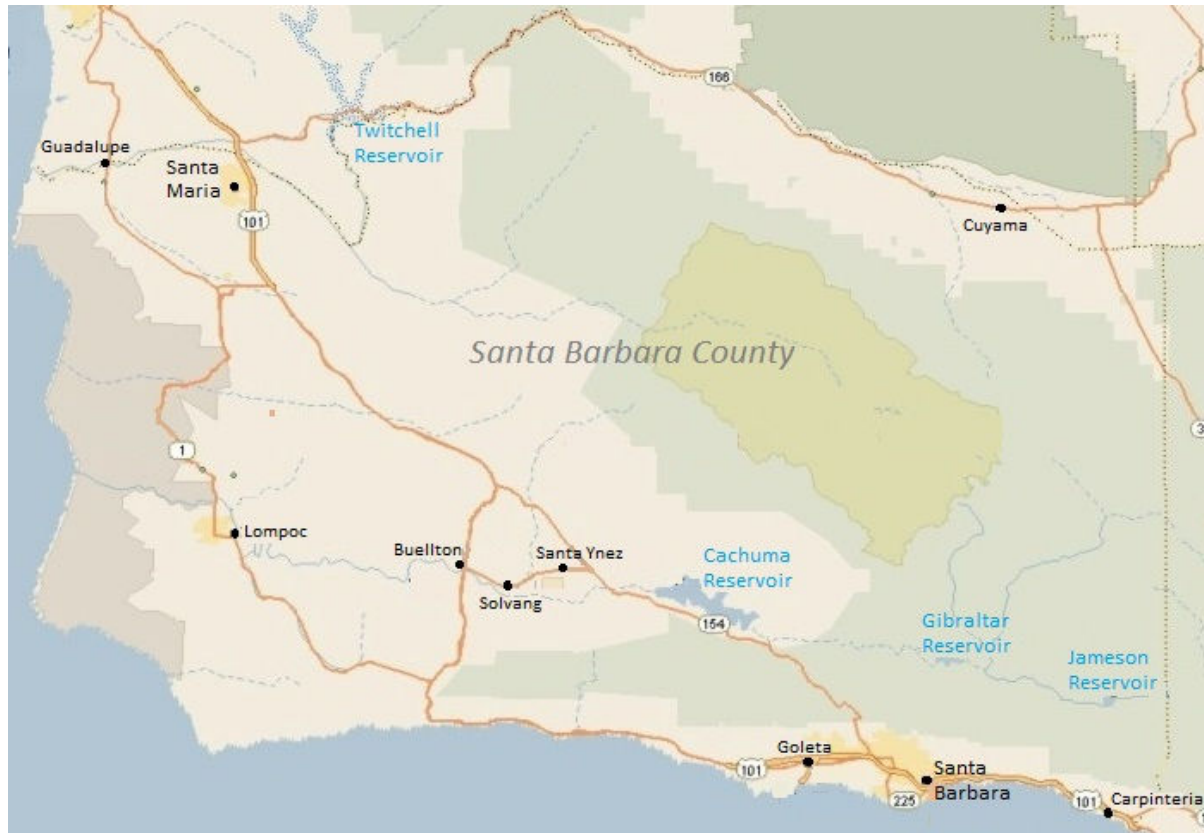 166
Guadalupe
Twitchell
Reservoir
Santa
Maria
101
Cuyama
Santa Barbara County
3
1
Lompoc
Buellton
Santa Ynez
Solvang
Cachuma
Reservoir
154
Gibraltar
Reservoir
Jameson
Reservoir
Goleta
101
Santa
Barbara
225
101
Carpinteria